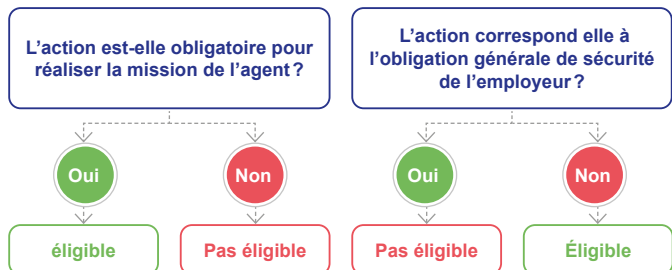 L’action est-elle obligatoire pour
réaliser la mission de l’agent ?
Oui
Non
éligible
Pas éligible
L’action correspond elle à
l’obligation générale de sécurité
de l’employeur ?
Oui
Non
Pas éligible
Éligible